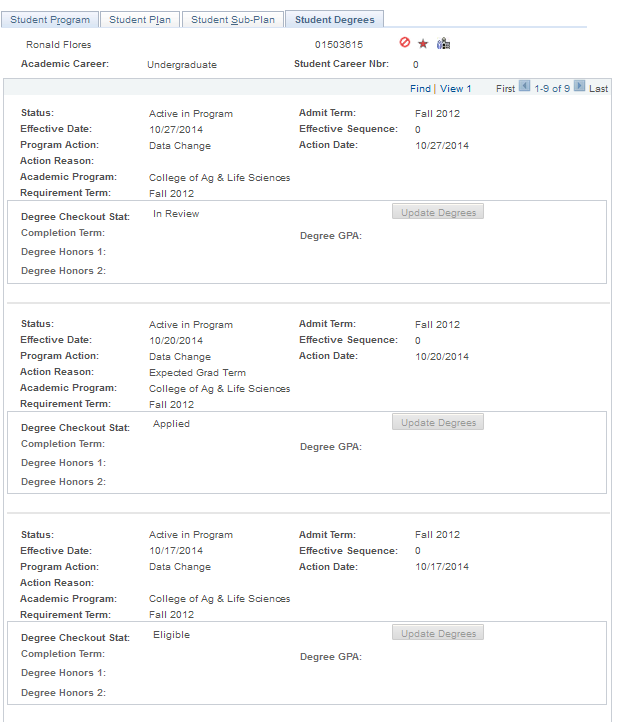 Student Program Student Plan Student Sub-Plan Student Degrees
Ronald Flores 01503615
Academic Career: Undergraduate Student Career Nbr: 0
Find | View 1 First 1-9 of 9 Last
Status: Active in Program Admit Term: Fall 2012
Effective Date: 10/27/2014 Effective Sequence: 0
Program Action: Data Change Action Date: 10/27/2014
Action Reason:
Academic Program: College of Ag & Life Sciences
Requirement Term: Fall 2012
Degree Checkout Stat: In Review Update Degrees
Completion Term: Degree GPA:
Degree Honors 1:
Degree Honors 2:
Status: Active in Program Admit Term: Fall 2012
Effective Date: 10/20/2014 Effective Sequence: 0
Program Action: Data Change Action Date: 10/20/2014
Action Reason: Expected Grad Term
Academic Program: College of Ag & Life Sciences
Requirement Term: Fall 2012
Degree Checkout Stat: Applied Update Degrees
Completion Term: Degree GPA:
Degree Honors 1:
Degree Honors 2:
Status: Active in Program Admit Term: Fall 2012
Effective Date: 10/17/2014 Effective Sequence: 0
Program Action: Data Change Action Date: 10/17/2014
Action Reason:
Academic Program: College of Ag & Life Sciences
Requirement Term: Fall 2012
Degree Checkout Stat: Eligible Update Degrees
Completion Term: Degree GPA:
Degree Honors 1:
Degree Honors 2: